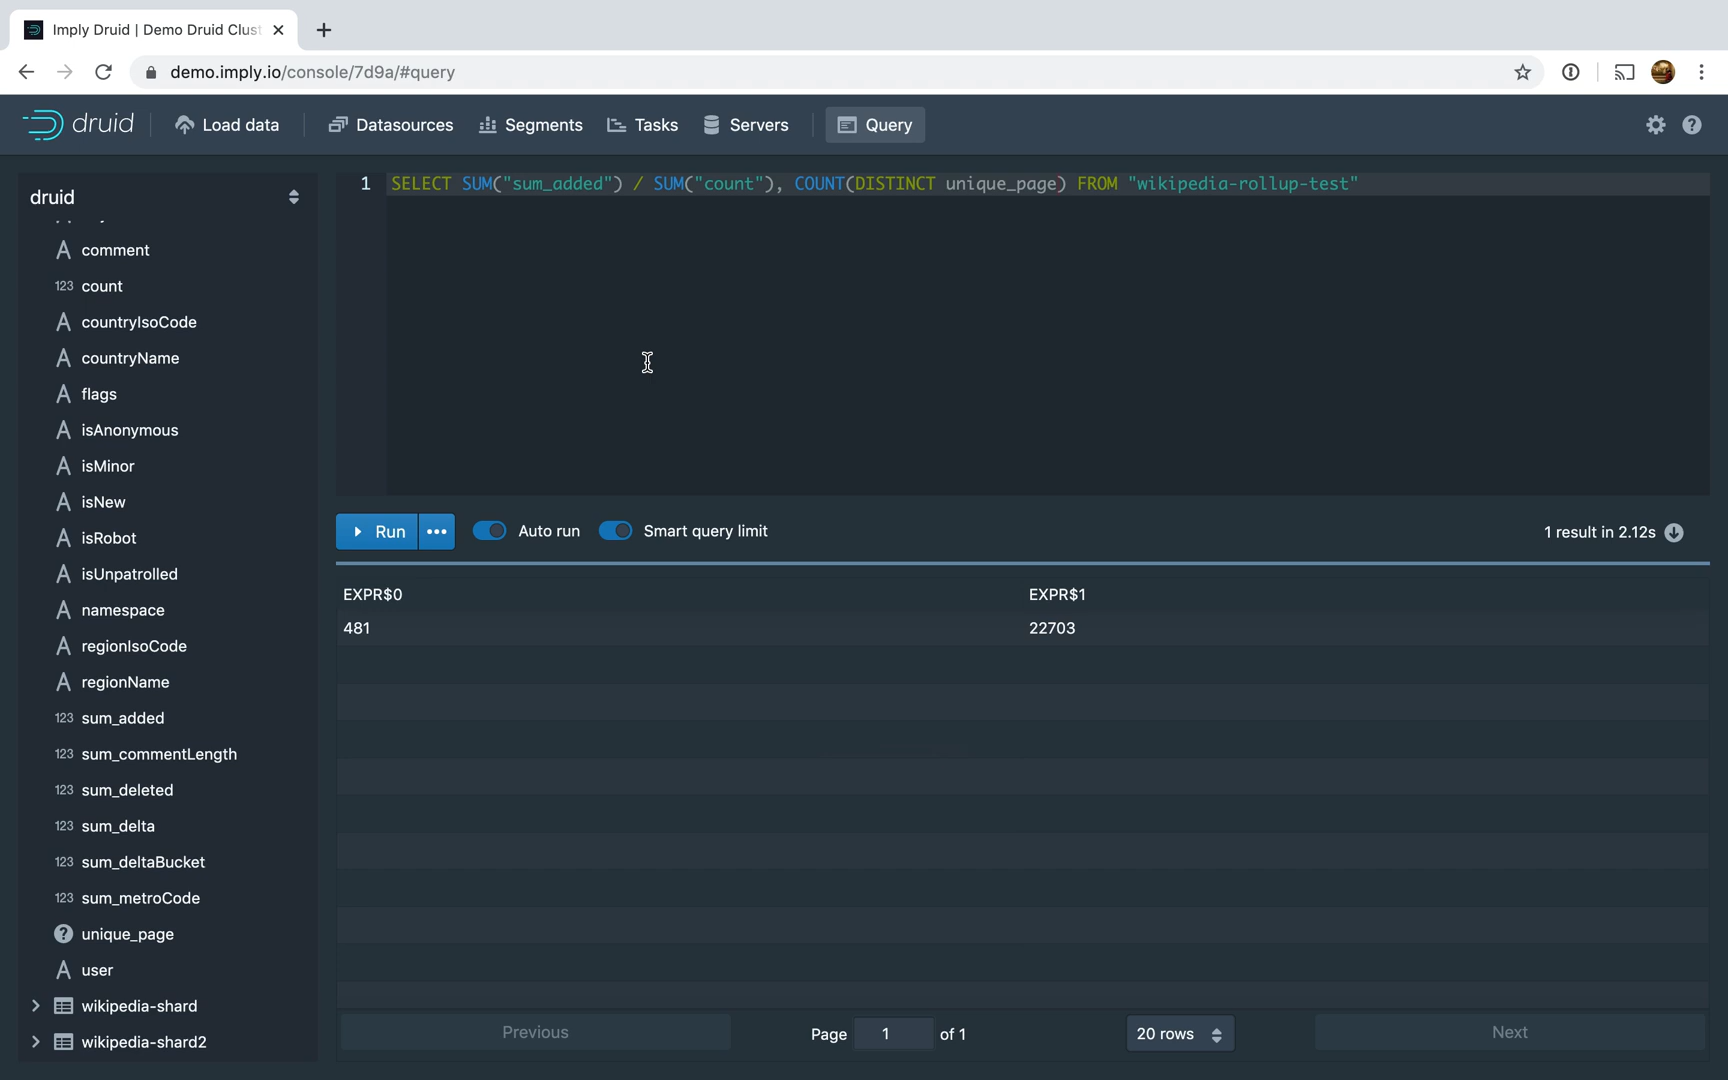 Imply Druid | Demo Druid Clust
demo.imply.io/console/7d9a/#query
druid
Load data
Datasources
Segments
Tasks
Servers
Query
druid
A comment
123 count
A countryIsoCode
A countryName
A flags
A isAnonymous
A isMinor
A isNew
A isRobot
A isUnpatrolled
A namespace
A regionIsoCode
A regionName
123 sum_added
123 sum_commentLength
123 sum_deleted
123 sum_delta
123 sum_deltaBucket
123 sum_metroCode
? unique_page
A user
wikipedia-shard
wikipedia-shard2
1 SELECT SUM("sum_added") / SUM("count"), COUNT(DISTINCT unique_page) FROM "wikipedia-rollup-test"
Run ••• Auto run Smart query limit 1 result in 2.12s
EXPR$0 EXPR$1
481 22703
Previous Page 1 of 1 20 rows Next